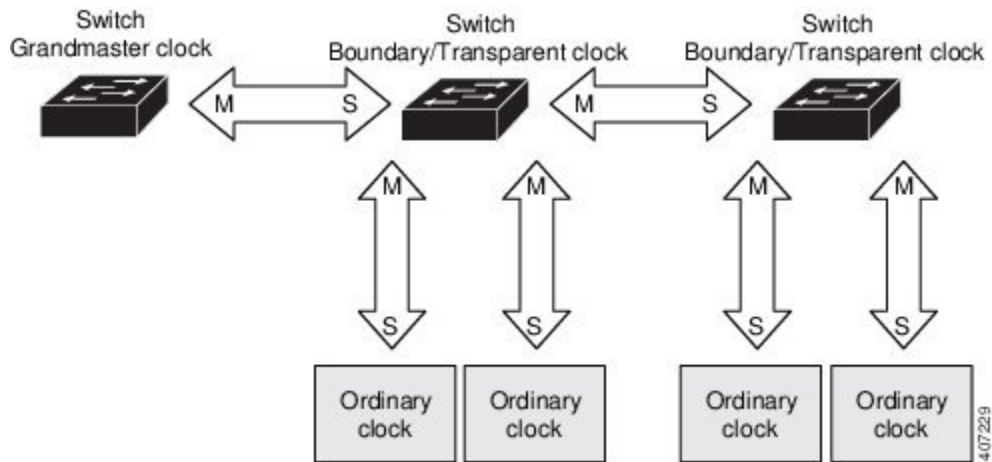 Switch
Grandmaster clock
Switch
Boundary/Transparent clock
Switch
Boundary/Transparent clock
M S
M S
M
M
M
M
S
S
S
S
Ordinary
clock
Ordinary
clock
Ordinary
clock
Ordinary
clock
407229